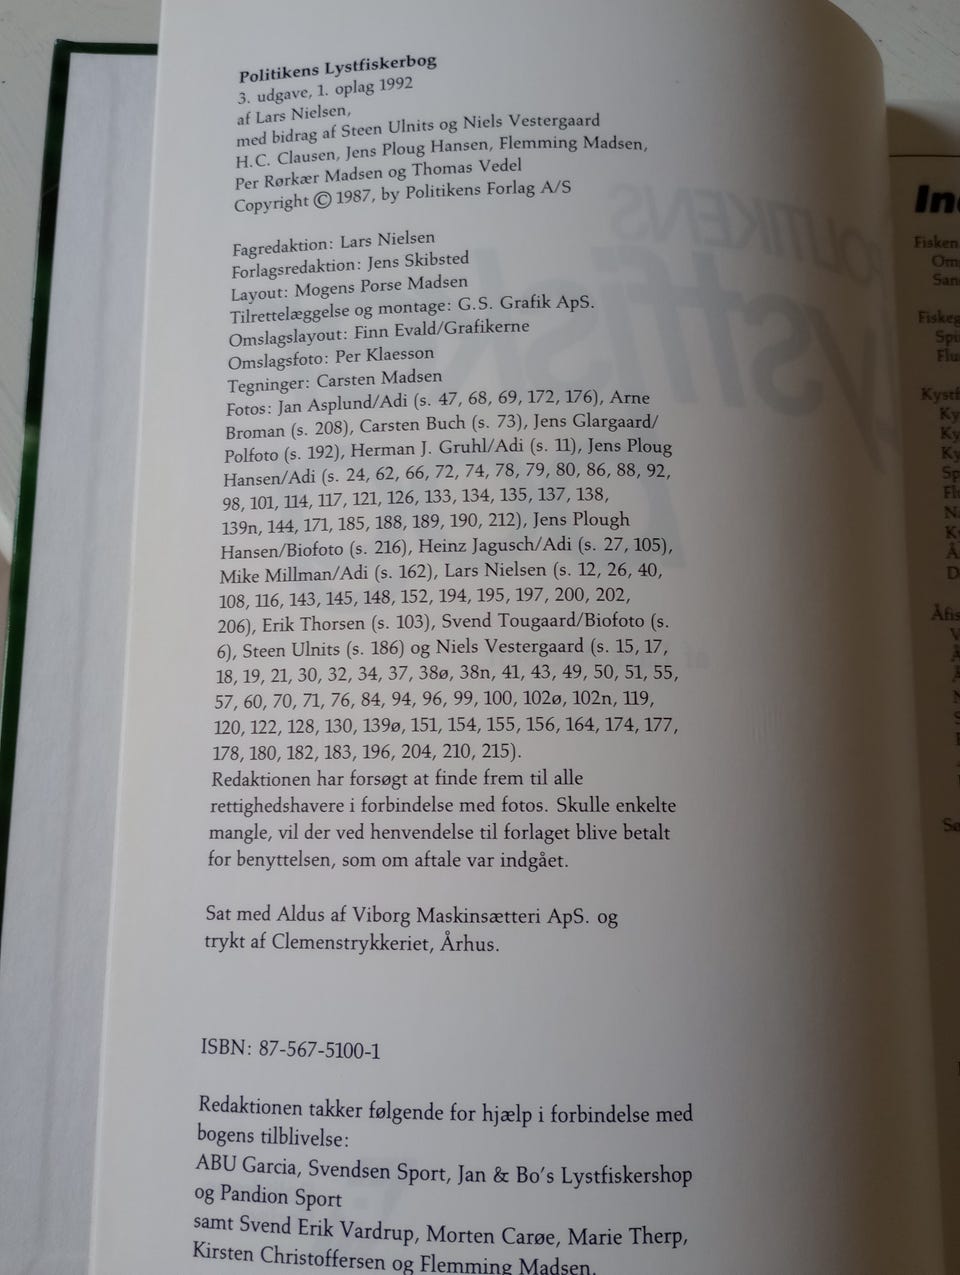 Politikens Lystfiskerbog
3. udgave, 1. oplag 1992
af Lars Nielsen,
med bidrag af Steen Ulnits og Niels Vestergaard
H.C. Clausen, Jens Ploug Hansen, Flemming Madsen,
Per Rørkær Madsen og Thomas Vedel
Copyright © 1987, by Politikens Forlag A/S
Fagredaktion: Lars Nielsen
Forlagsredaktion: Jens Skibsted
Layout: Mogens Porse Madsen
Tilrettelæggelse og montage: G.S. Grafik ApS.
Omslagslayout: Finn Evald/Grafikerne
Omslagsfoto: Per Klaesson
Tegninger: Carsten Madsen
Fotos: Jan Asplund/Adi (s. 47, 68, 69, 172, 176), Arne
Broman (s. 208), Carsten Buch (s. 73), Jens Glargaard/
Polfoto (s. 192), Herman J. Gruhl/Adi (s. 11), Jens Ploug
Hansen/Adi (s. 24, 62, 66, 72, 74, 78, 79, 80, 86, 88, 92,
98, 101, 114, 117, 121, 126, 133, 134, 135, 137, 138,
139n, 144, 171, 185, 188, 189, 190, 212), Jens Plough
Hansen/Biofoto (s. 216), Heinz Jagusch/Adi (s. 27, 105),
Mike Millman/Adi (s. 162), Lars Nielsen (s. 12, 26, 40,
108, 116, 143, 145, 148, 152, 194, 195, 197, 200, 202,
206), Erik Thorsen (s. 103), Svend Tougaard/Biofoto (s.
6), Steen Ulnits (s. 186) og Niels Vestergaard (s. 15, 17,
18, 19, 21, 30, 32, 34, 37, 38ø, 38n, 41, 43, 49, 50, 51, 55,
57, 60, 70, 71, 76, 84, 94, 96, 99, 100, 102ø, 102n, 119,
120, 122, 128, 130, 139ø, 151, 154, 155, 156, 164, 174, 177,
178, 180, 182, 183, 196, 204, 210, 215).
Redaktionen har forsøgt at finde frem til alle
rettighedshavere i forbindelse med fotos. Skulle enkelte
mangle, vil der ved henvendelse til forlaget blive betalt
for benyttelsen, som om aftale var indgået.
Sat med Aldus af Viborg Maskinsætteri ApS. og
trykt af Clemenstrykkeriet, Århus.
ISBN: 87-567-5100-1
Redaktionen takker følgende for hjælp i forbindelse med
bogens tilblivelse:
ABU Garcia, Svendsen Sport, Jan & Bo's Lystfiskershop
og Pandion Sport
samt Svend Erik Vardrup, Morten Carøe, Marie Therp,
Kirsten Christoffersen og Flemming Madsen.
Fisken